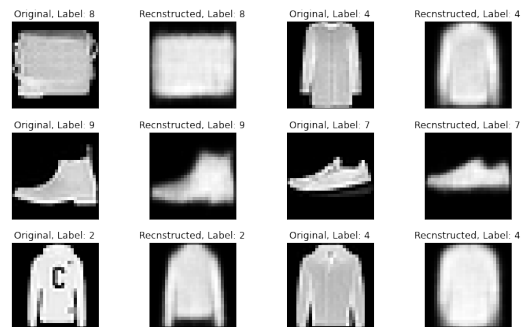 Original, Label: 8
Recnstructed, Label: 8
Original, Label: 4
Recnstructed, Label: 4
Original, Label: 9
Recnstructed, Label: 9
Original, Label: 7
Recnstructed, Label: 7
Original, Label: 2
Recnstructed, Label: 2
Original, Label: 4
Recnstructed, Label: 4
C